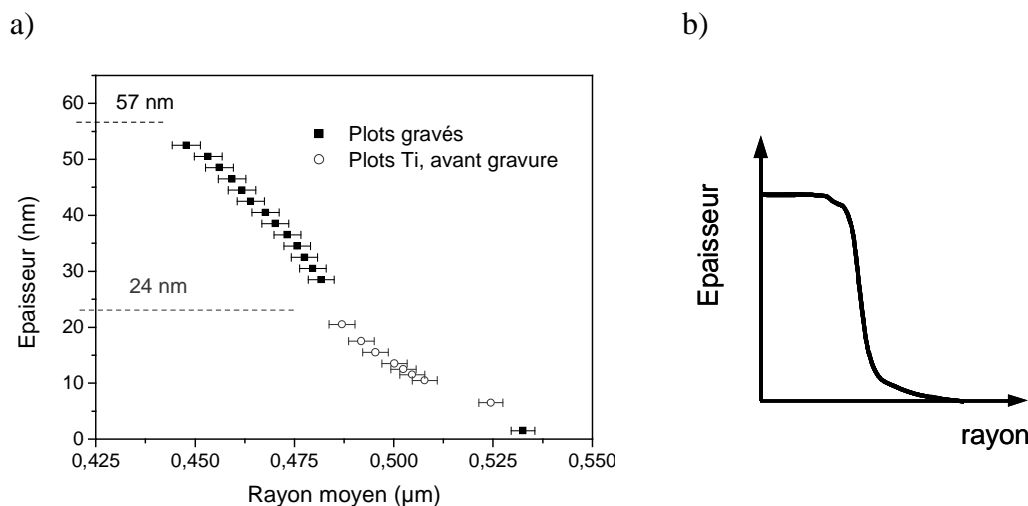 a)
b)
57 nm
24 nm
Plots gravés
Plots Ti, avant gravure
Epaisseur (nm)
60
50
40
30
20
10
0
0,425 0,450 0,475 0,500 0,525 0,550
Rayon moyen (µm)
Epaisseur
rayon